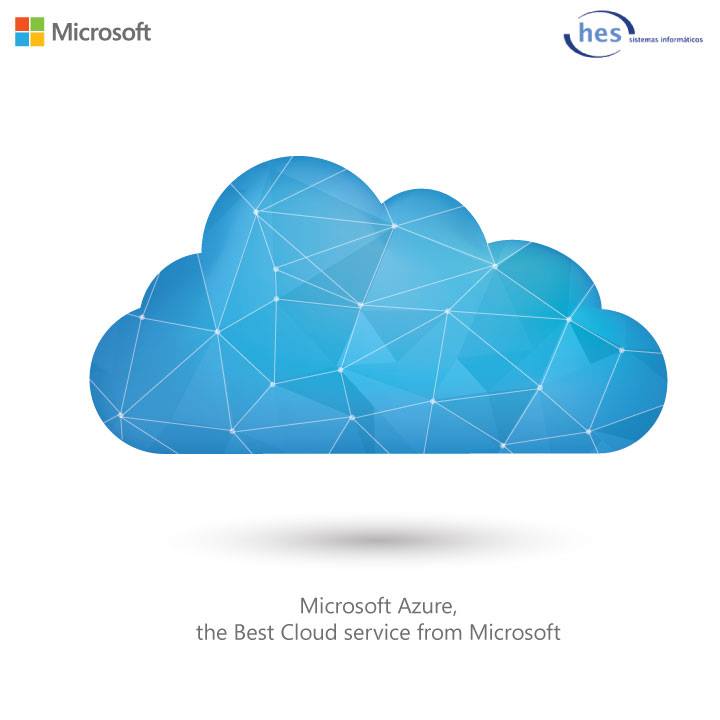 Microsoft
hes sistemas informáticos
Microsoft Azure,
the Best Cloud service from Microsoft